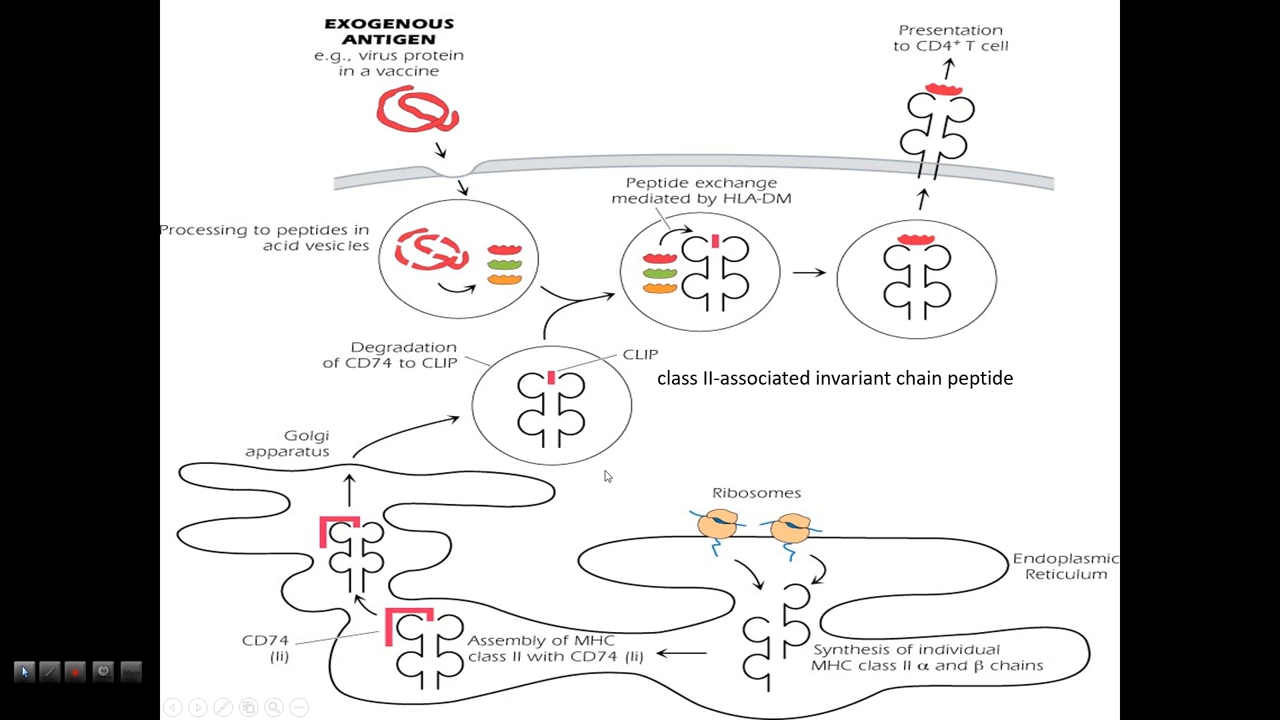 EXOGENOUS
ANTIGEN
e.g., virus protein
in a vaccine
Presentation
to CD4⁺ T cell
Processing to peptides in
acid vesicles
Peptide exchange
mediated by HLA-DM
Degradation
of CD74 to CLIP
CLIP
class II-associated invariant chain peptide
Golgi
apparatus
Ribosomes
Endoplasmic
Reticulum
CD74
(Ii)
Assembly of MHC
class II with CD74 (Ii)
Synthesis of individual
MHC class II α and β chains